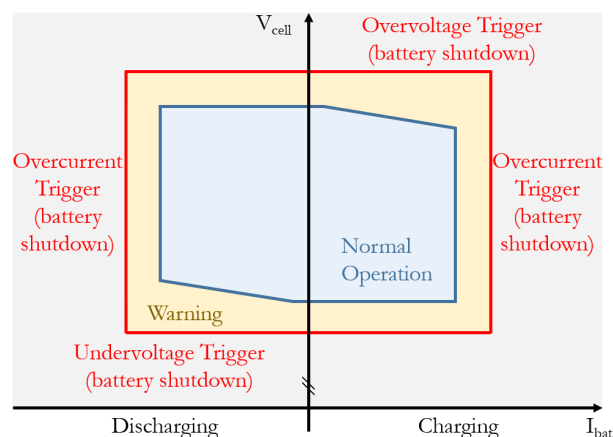 V_cell
Overvoltage Trigger
(battery shutdown)
Overcurrent
Trigger
(battery
shutdown)
Overcurrent
Trigger
(battery
shutdown)
Normal
Operation
Warning
Undervoltage Trigger
(battery shutdown)
Discharging
Charging
I_bat